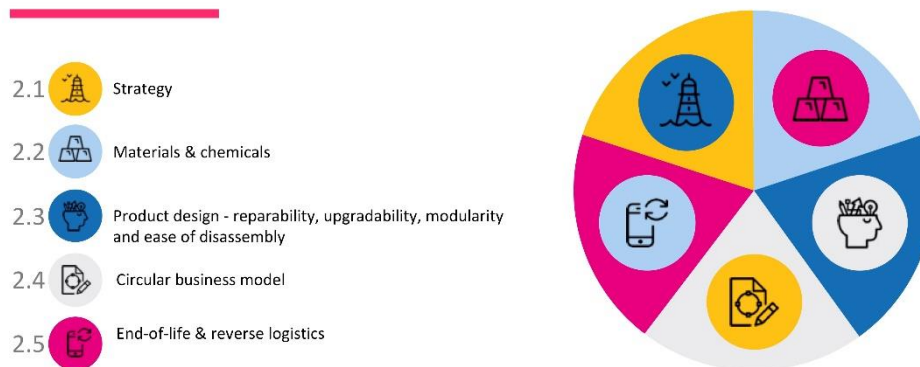 2.1 Strategy
2.2 Materials & chemicals
2.3 Product design - reparability, upgradability, modularity
and ease of disassembly
2.4 Circular business model
2.5 End-of-life & reverse logistics